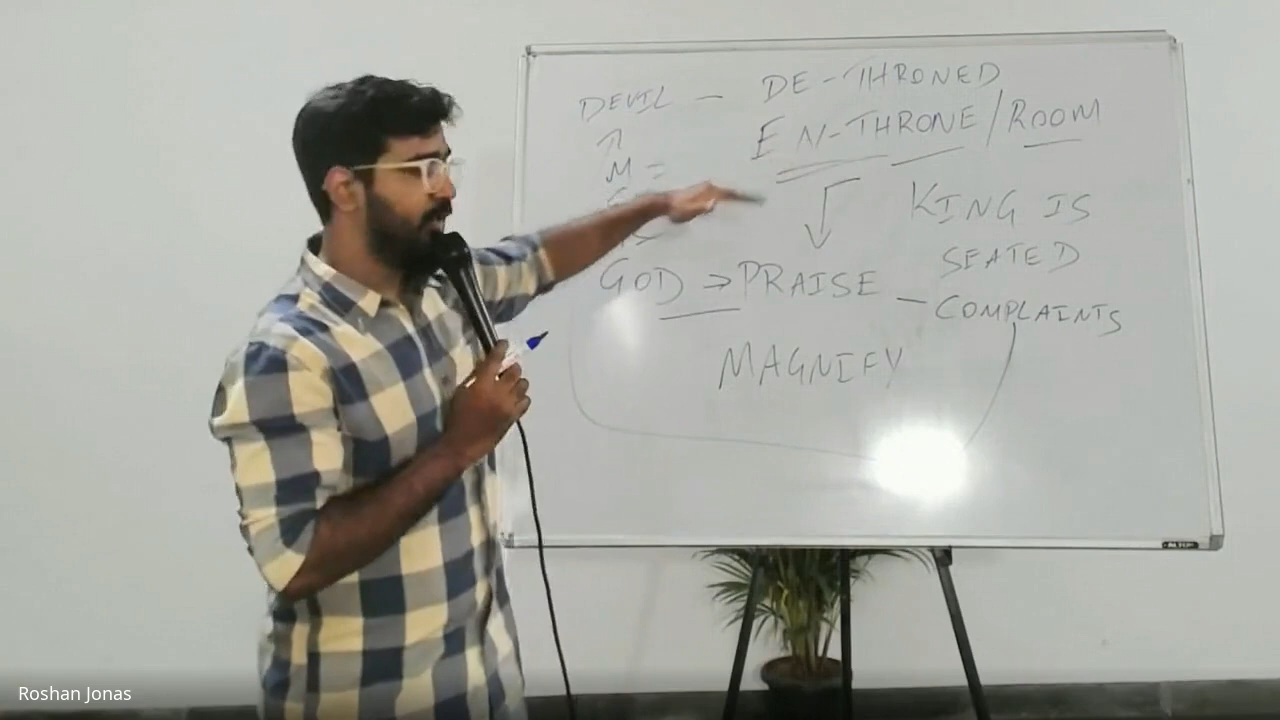 DEVIL — DE-THRONED
EN-THRONE/ROOM
M =
KING IS
SEATED
GOD ⇒ PRAISE — COMPLAINTS
MAGNIFY
Roshan Jonas